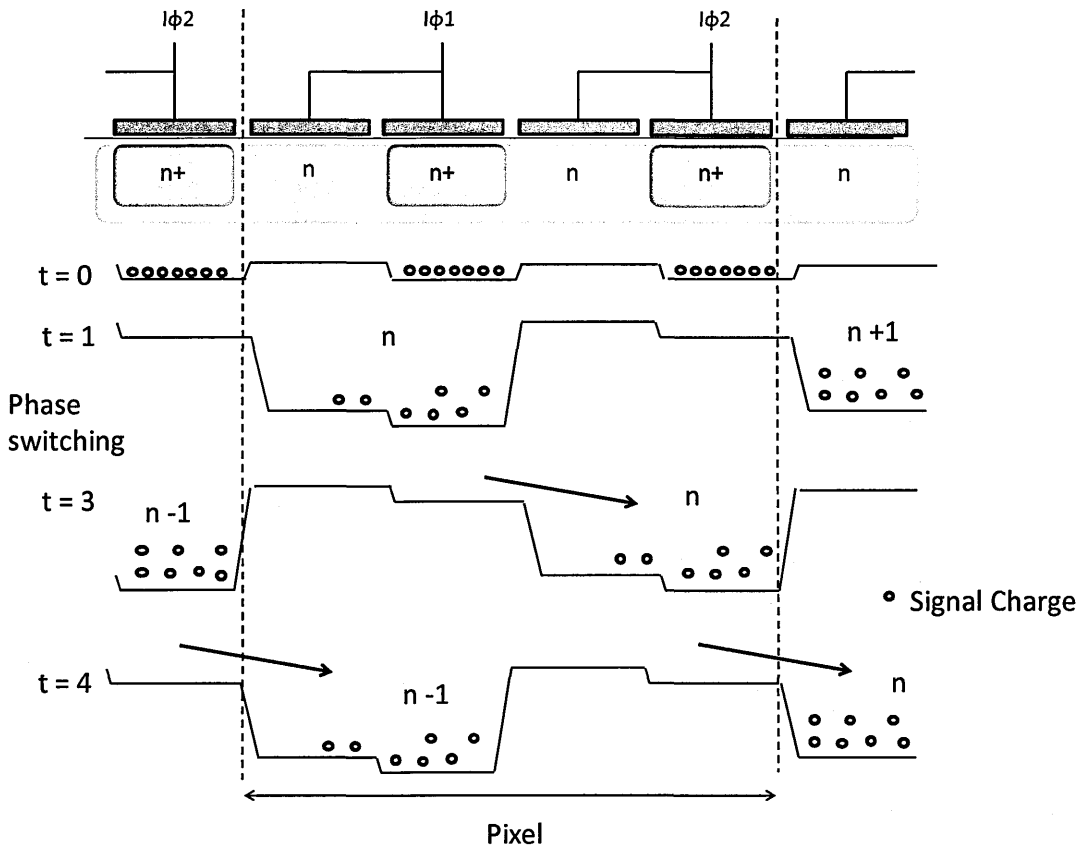 Iϕ2
Iϕ1
Iϕ2
n+
n
n+
n
n+
n
t = 0
t = 1
n
n +1
Phase
switching
t = 3
n -1
n
Signal Charge
t = 4
n -1
n
Pixel